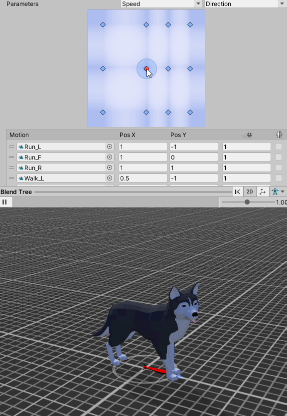 Parameters Speed Direction
Motion Pos X Pos Y
Run_L 1 -1 1
Run_F 1 0 1
Run_R 1 1 1
Walk_L 0.5 -1 1
Blend Tree 2D
1.00